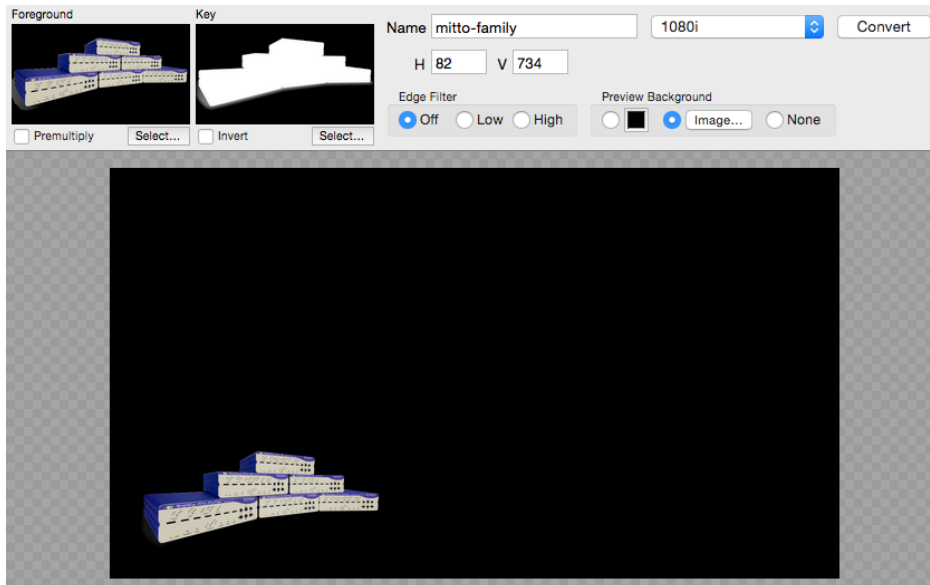 Foreground
Key
Name mitto-family 1080i Convert
H 82 V 734
Edge Filter
Preview Background
Off Low High
Image... None
Premultiply Select... Invert Select...